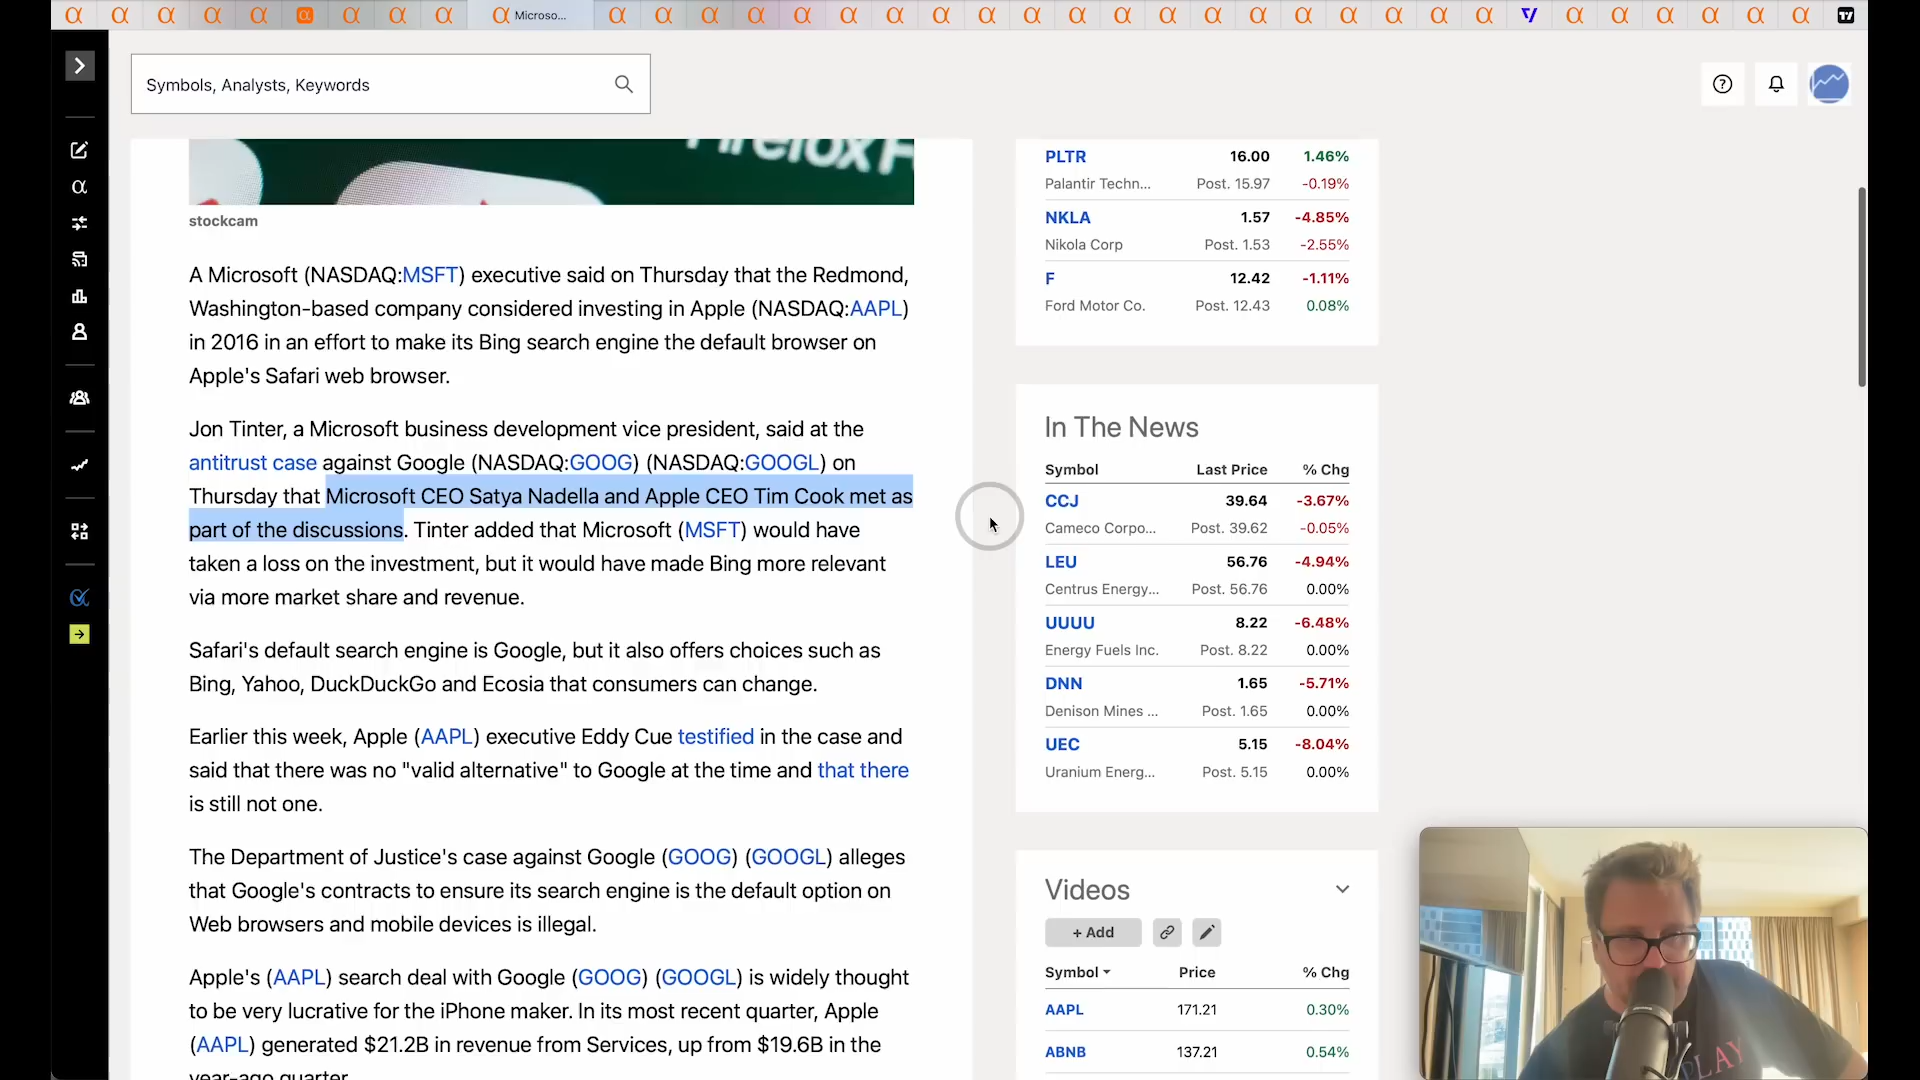 Microso...
Symbols, Analysts, Keywords
Firefox F
stockcam
A Microsoft (NASDAQ:MSFT) executive said on Thursday that the Redmond,
Washington-based company considered investing in Apple (NASDAQ:AAPL)
in 2016 in an effort to make its Bing search engine the default browser on
Apple's Safari web browser.
Jon Tinter, a Microsoft business development vice president, said at the
antitrust case against Google (NASDAQ:GOOG) (NASDAQ:GOOGL) on
Thursday that Microsoft CEO Satya Nadella and Apple CEO Tim Cook met as
part of the discussions. Tinter added that Microsoft (MSFT) would have
taken a loss on the investment, but it would have made Bing more relevant
via more market share and revenue.
Safari's default search engine is Google, but it also offers choices such as
Bing, Yahoo, DuckDuckGo and Ecosia that consumers can change.
Earlier this week, Apple (AAPL) executive Eddy Cue testified in the case and
said that there was no "valid alternative" to Google at the time and that there
is still not one.
The Department of Justice's case against Google (GOOG) (GOOGL) alleges
that Google's contracts to ensure its search engine is the default option on
Web browsers and mobile devices is illegal.
Apple's (AAPL) search deal with Google (GOOG) (GOOGL) is widely thought
to be very lucrative for the iPhone maker. In its most recent quarter, Apple
(AAPL) generated $21.2B in revenue from Services, up from $19.6B in the
year-ago quarter
PLTR 16.00 1.46%
Palantir Techn... Post. 15.97 -0.19%
NKLA 1.57 -4.85%
Nikola Corp Post. 1.53 -2.55%
F 12.42 -1.11%
Ford Motor Co. Post. 12.43 0.08%
In The News
Symbol Last Price % Chg
CCJ 39.64 -3.67%
Cameco Corpo... Post. 39.62 -0.05%
LEU 56.76 -4.94%
Centrus Energy... Post. 56.76 0.00%
UUUU 8.22 -6.48%
Energy Fuels Inc. Post. 8.22 0.00%
DNN 1.65 -5.71%
Denison Mines ... Post. 1.65 0.00%
UEC 5.15 -8.04%
Uranium Energ... Post. 5.15 0.00%
Videos
+ Add
Symbol Price % Chg
AAPL 171.21 0.30%
ABNB 137.21 0.54%
PLAY